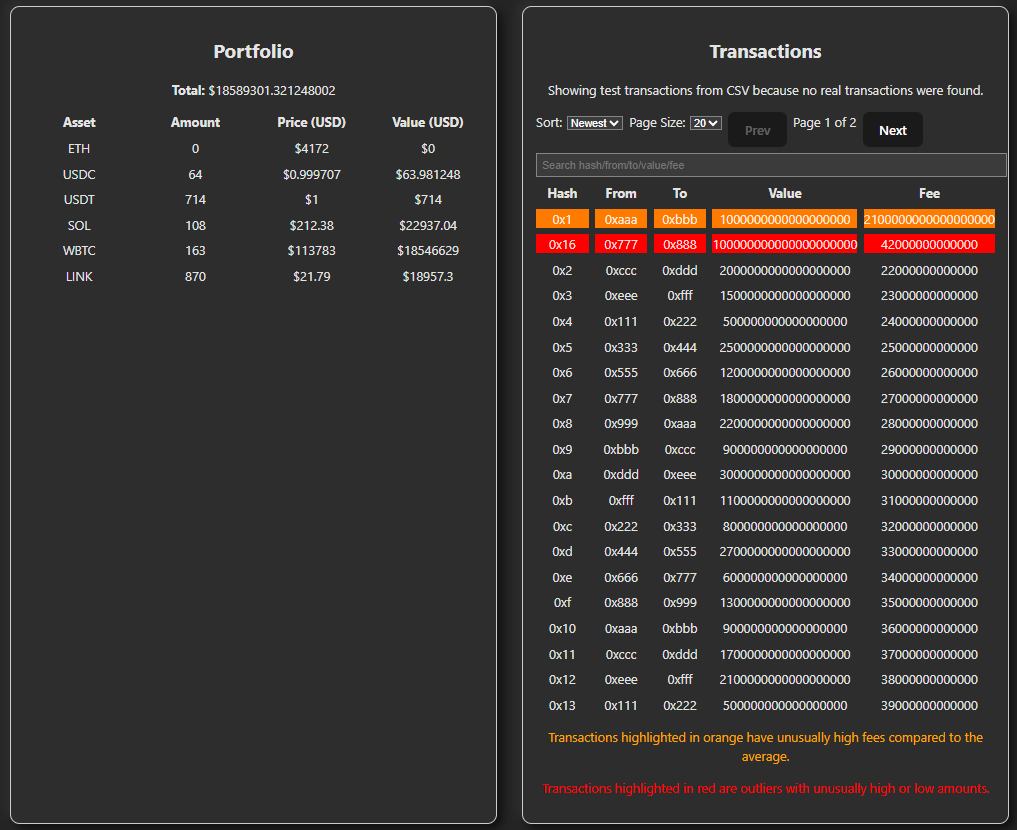 Portfolio
Total: $18589301.321248002
Asset Amount Price (USD) Value (USD)
ETH 0 $4172 $0
USDC 64 $0.999707 $63.981248
USDT 714 $1 $714
SOL 108 $212.38 $22937.04
WBTC 163 $113783 $18546629
LINK 870 $21.79 $18957.3
Transactions
Showing test transactions from CSV because no real transactions were found.
Sort: Newest Page Size: 20 Prev Page 1 of 2 Next
Search hash/from/to/value/fee
Hash From To Value Fee
0x1 0xaaa 0xbbb 1000000000000000000 2100000000000000000
0x16 0x777 0x888 10000000000000000000 42000000000000
0x2 0xccc 0xddd 2000000000000000000 22000000000000
0x3 0xeee 0xfff 1500000000000000000 23000000000000
0x4 0x111 0x222 500000000000000000 24000000000000
0x5 0x333 0x444 2500000000000000000 25000000000000
0x6 0x555 0x666 1200000000000000000 26000000000000
0x7 0x777 0x888 1800000000000000000 27000000000000
0x8 0x999 0xaaa 2200000000000000000 28000000000000
0x9 0xbbb 0xccc 900000000000000000 29000000000000
0xa 0xddd 0xeee 3000000000000000000 30000000000000
0xb 0xfff 0x111 1100000000000000000 31000000000000
0xc 0x222 0x333 800000000000000000 32000000000000
0xd 0x444 0x555 2700000000000000000 33000000000000
0xe 0x666 0x777 600000000000000000 34000000000000
0xf 0x888 0x999 1300000000000000000 35000000000000
0x10 0xaaa 0xbbb 900000000000000000 36000000000000
0x11 0xccc 0xddd 1700000000000000000 37000000000000
0x12 0xeee 0xfff 2100000000000000000 38000000000000
0x13 0x111 0x222 500000000000000000 39000000000000
Transactions highlighted in orange have unusually high fees compared to the
average.
Transactions highlighted in red are outliers with unusually high or low amounts.